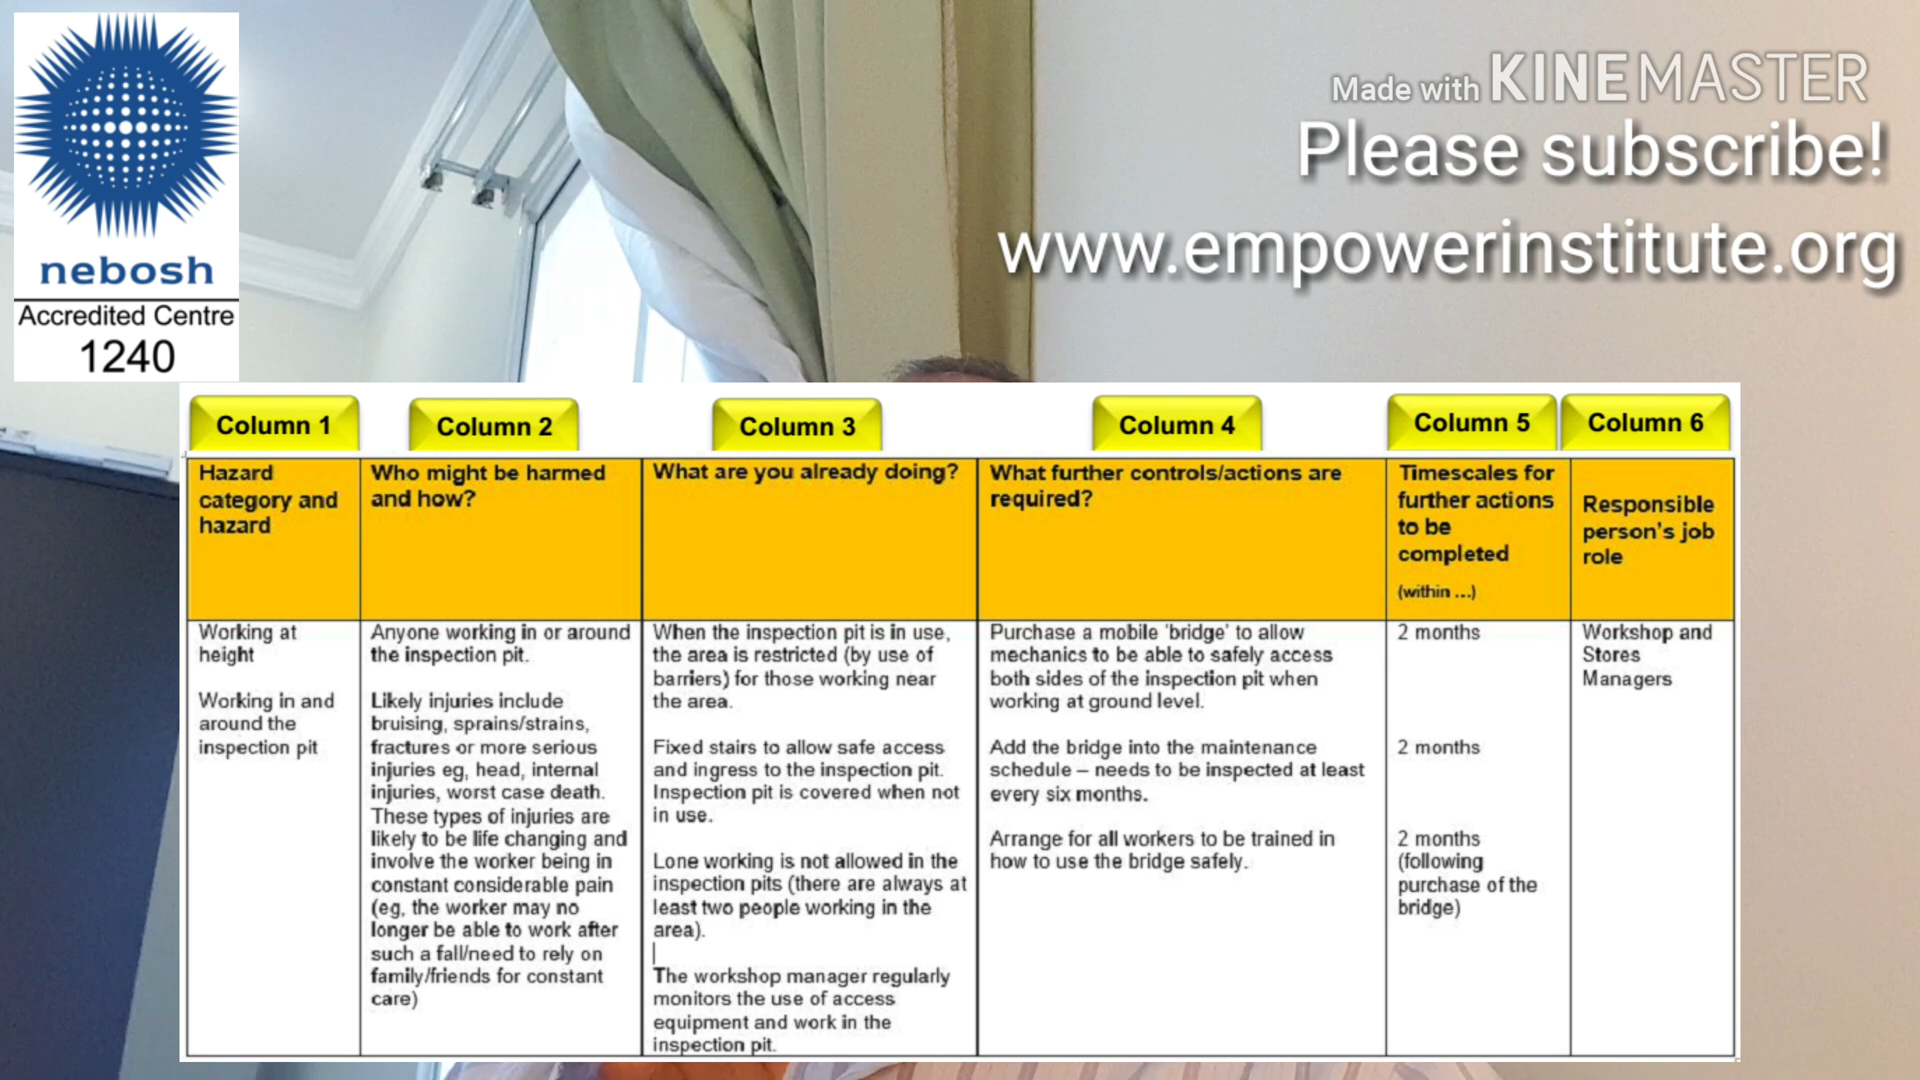 nebosh
Accredited Centre
1240
Made with KINEMASTER
Please subscribe!
www.empowerinstitute.org
Column 1
Column 2
Column 3
Column 4
Column 5
Column 6
Hazard
category and
hazard
Who might be harmed
and how?
What are you already doing?
What further controls/actions are
required?
Timescales for
further actions
to be
completed
(within ...)
Responsible
person's job
role
Working at
height
Working in and
around the
inspection pit
Anyone working in or around
the inspection pit.
Likely injuries include
bruising, sprains/strains,
fractures or more serious
injuries eg, head, internal
injuries, worst case death.
These types of injuries are
likely to be life changing and
involve the worker being in
constant considerable pain
(eg, the worker may no
longer be able to work after
such a fall/need to rely on
family/friends for constant
care)
When the inspection pit is in use,
the area is restricted (by use of
barriers) for those working near
the area.
Fixed stairs to allow safe access
and ingress to the inspection pit.
Inspection pit is covered when not
in use.
Lone working is not allowed in the
inspection pits (there are always at
least two people working in the
area).
The workshop manager regularly
monitors the use of access
equipment and work in the
inspection pit.
Purchase a mobile 'bridge' to allow
mechanics to be able to safely access
both sides of the inspection pit when
working at ground level.
Add the bridge into the maintenance
schedule – needs to be inspected at least
every six months.
Arrange for all workers to be trained in
how to use the bridge safely.
2 months
2 months
2 months
(following
purchase of the
bridge)
Workshop and
Stores
Managers